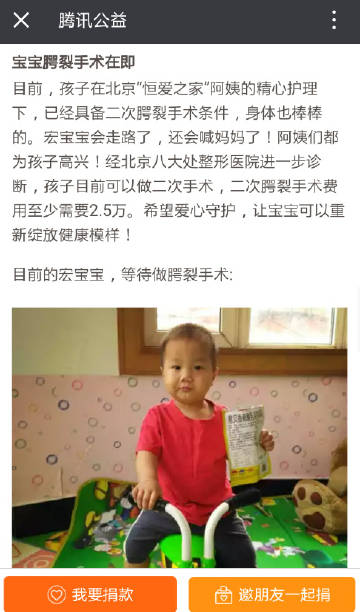 腾讯公益
宝宝腭裂手术在即
目前，孩子在北京“恒爱之家”阿姨的精心护理
下，已经具备二次腭裂手术条件，身体也棒棒
的。宏宝宝会走路了，还会喊妈妈了！阿姨们都
为孩子高兴！经北京八大处整形医院进一步诊
断，孩子目前可以做二次手术，二次腭裂手术费
用至少需要2.5万。希望爱心守护，让宝宝可以重
新绽放健康模样！
目前的宏宝宝，等待做腭裂手术:
我要捐款
邀朋友一起捐